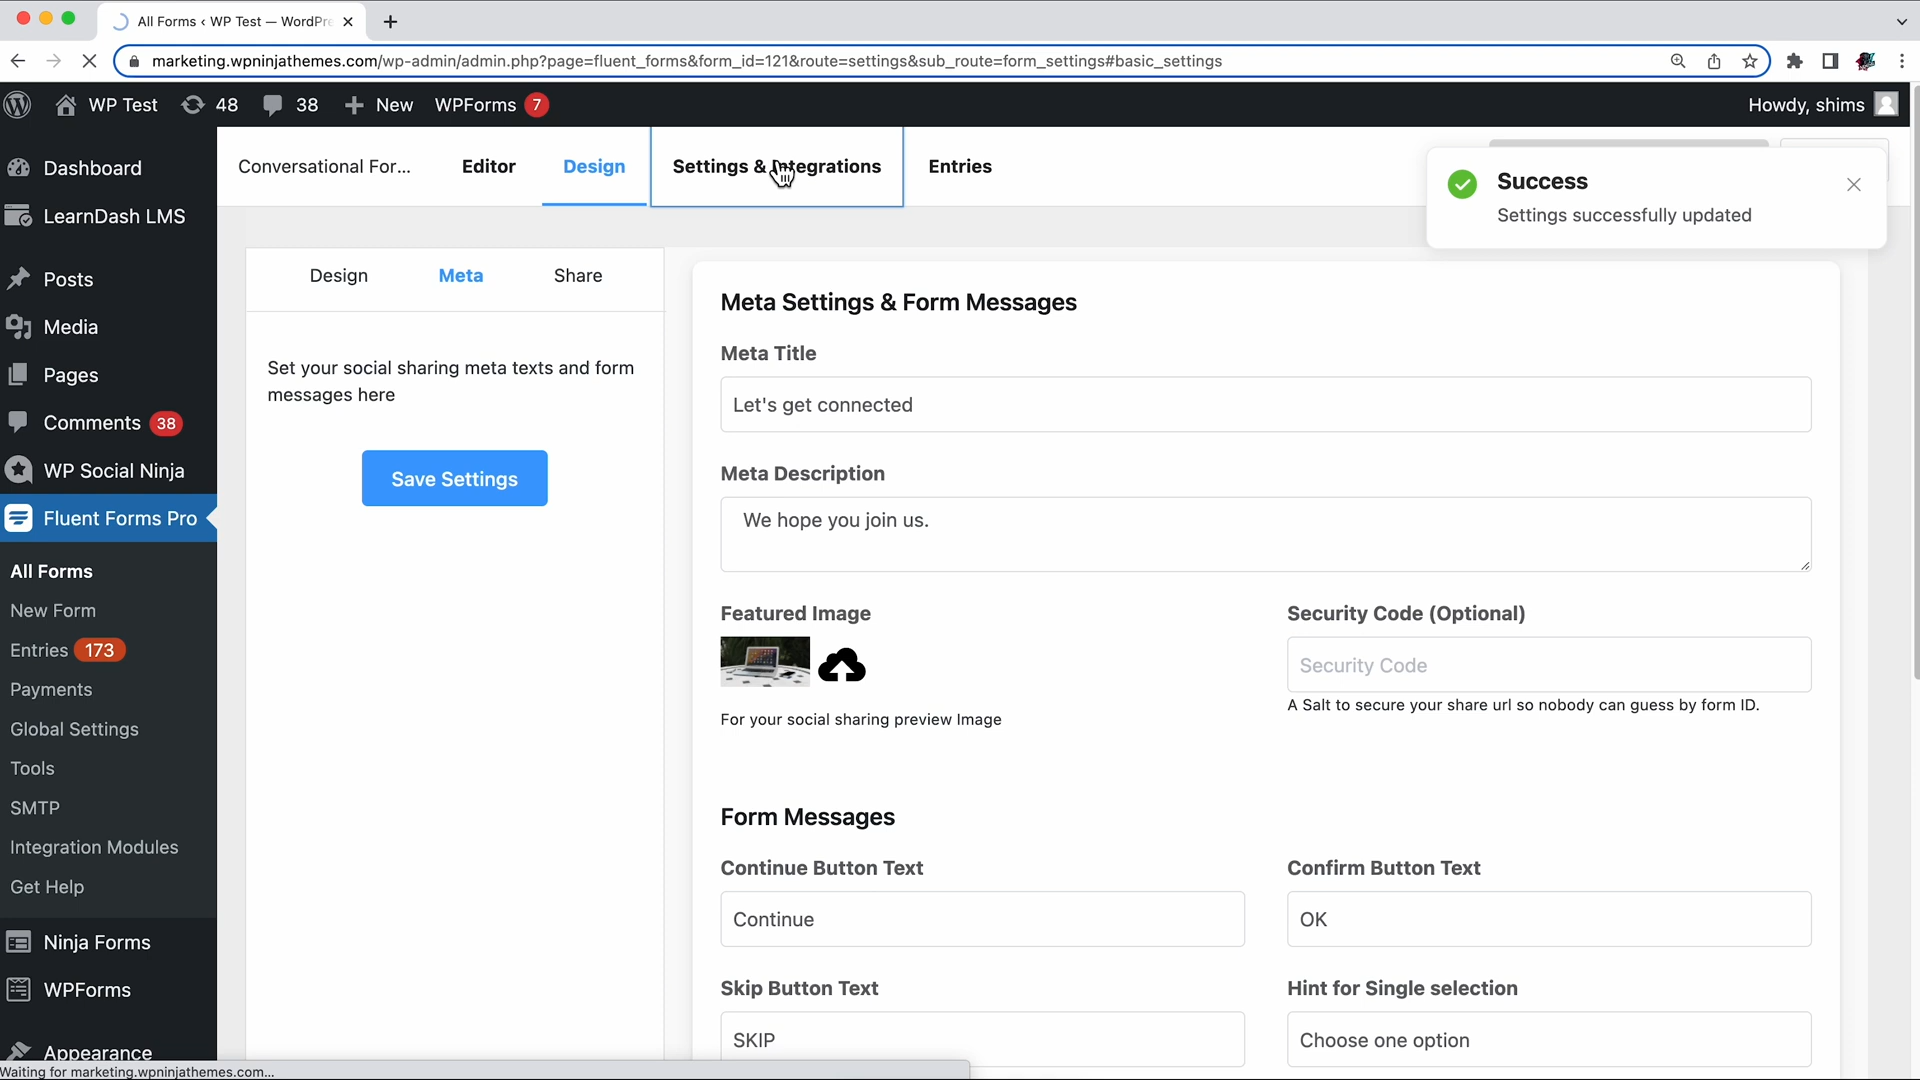 All Forms ‹ WP Test — WordPre
marketing.wpninjathemes.com/wp-admin/admin.php?page=fluent_forms&form_id=121&route=settings&sub_route=form_settings#basic_settings
WP Test
48
38
New
WPForms
7
Howdy, shims
Dashboard
LearnDash LMS
Posts
Media
Pages
Comments 38
WP Social Ninja
Fluent Forms Pro
All Forms
New Form
Entries 173
Payments
Global Settings
Tools
SMTP
Integration Modules
Get Help
Ninja Forms
WPForms
Appearance
Waiting for marketing.wpninjathemes.com...
Conversational For...
Editor
Design
Settings & Integrations
Entries
Success
Settings successfully updated
Design
Meta
Share
Set your social sharing meta texts and form
messages here
Save Settings
Meta Settings & Form Messages
Meta Title
Let's get connected
Meta Description
We hope you join us.
Featured Image
For your social sharing preview Image
Security Code (Optional)
Security Code
A Salt to secure your share url so nobody can guess by form ID.
Form Messages
Continue Button Text
Continue
Confirm Button Text
OK
Skip Button Text
SKIP
Hint for Single selection
Choose one option